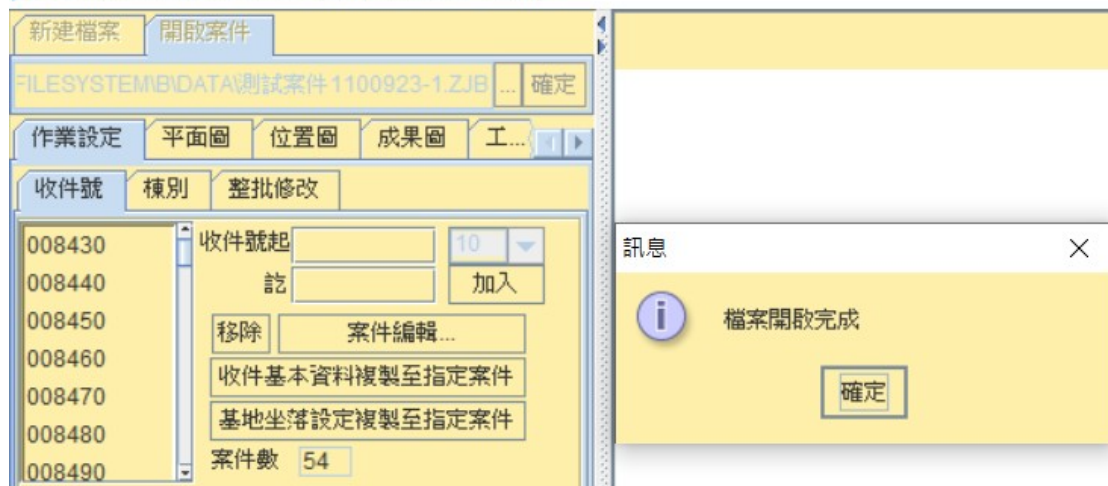 新建檔案 開啟案件
FILESYSTEM\B\DATA\測試案件1100923-1.ZJB ... 確定
作業設定 平面圖 位置圖 成果圖 工...
收件號 棟別 整批修改
008430
008440
008450
008460
008470
008480
008490
收件號起 10
訖 加入
移除 案件編輯...
收件基本資料複製至指定案件
基地坐落設定複製至指定案件
案件數 54
訊息
檔案開啟完成
確定